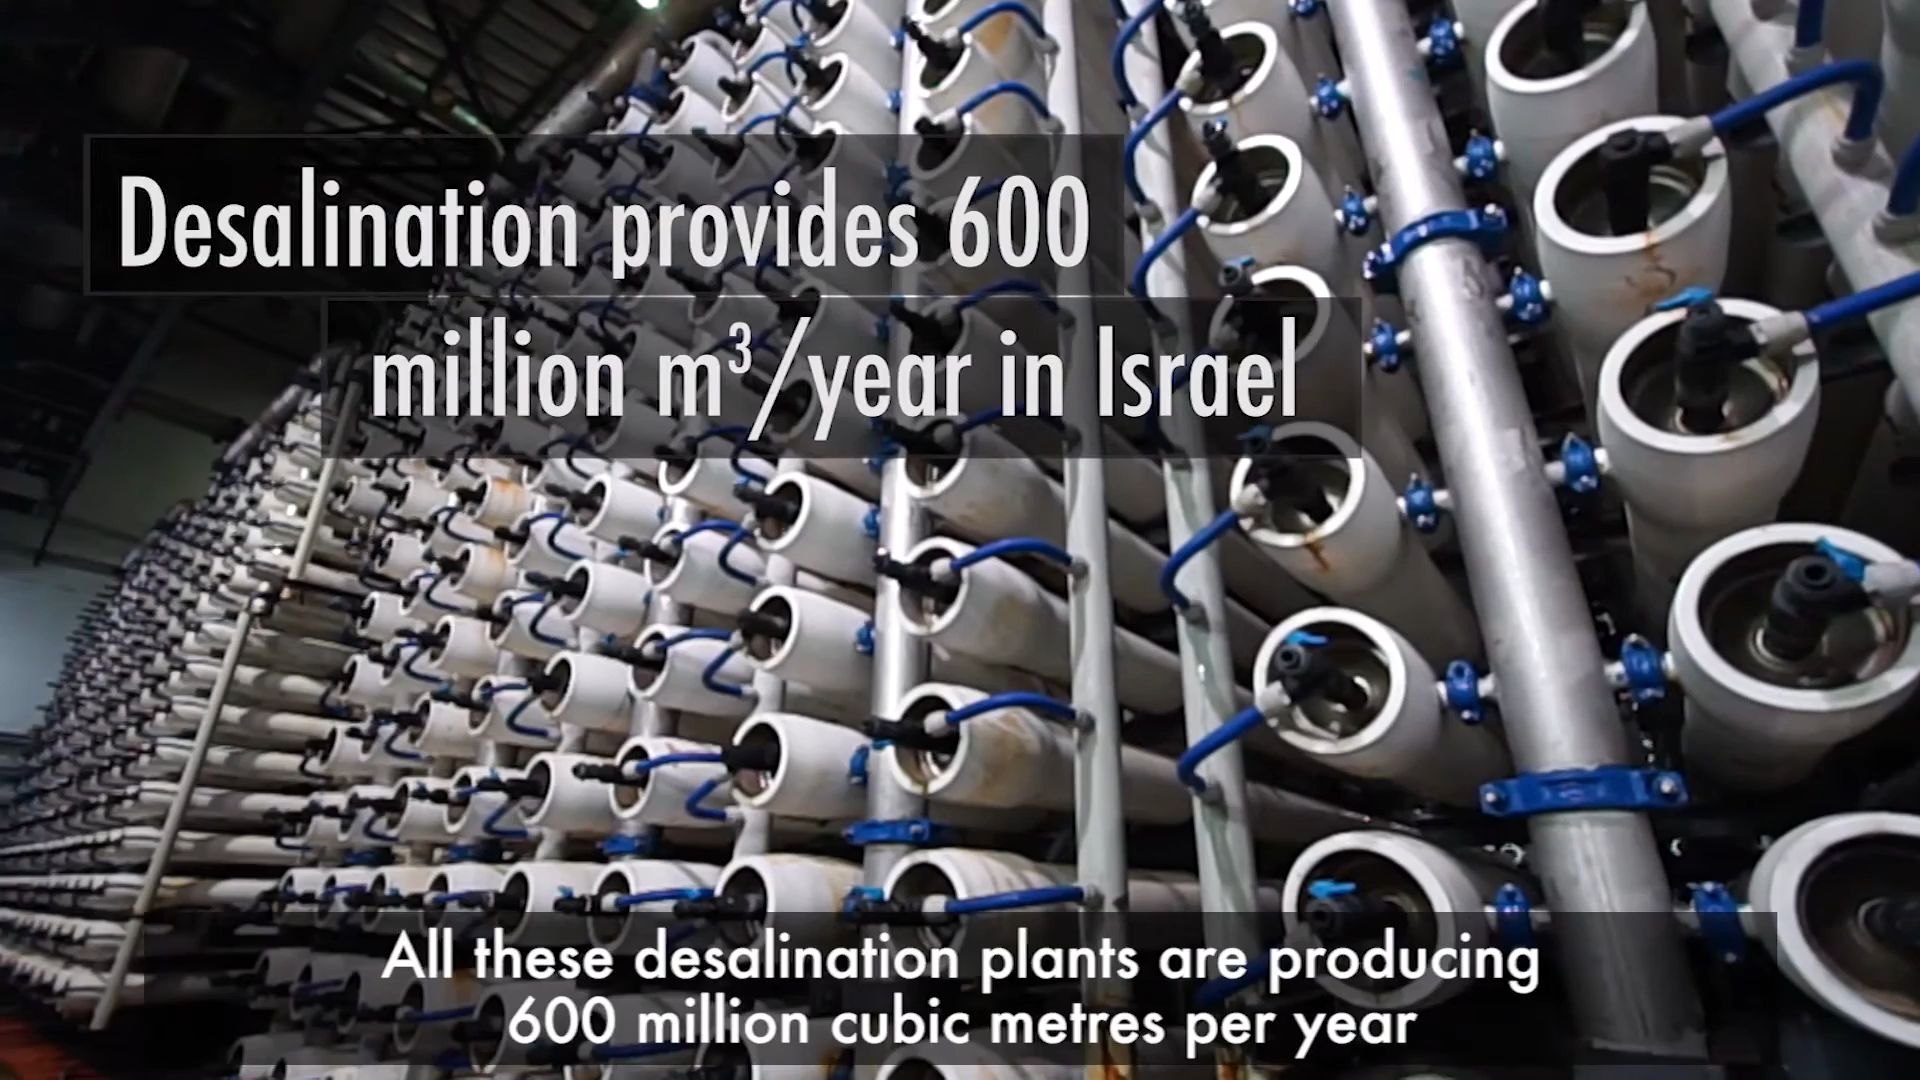 Desalination provides 600
million m³/year in Israel
All these desalination plants are producing
600 million cubic metres per year